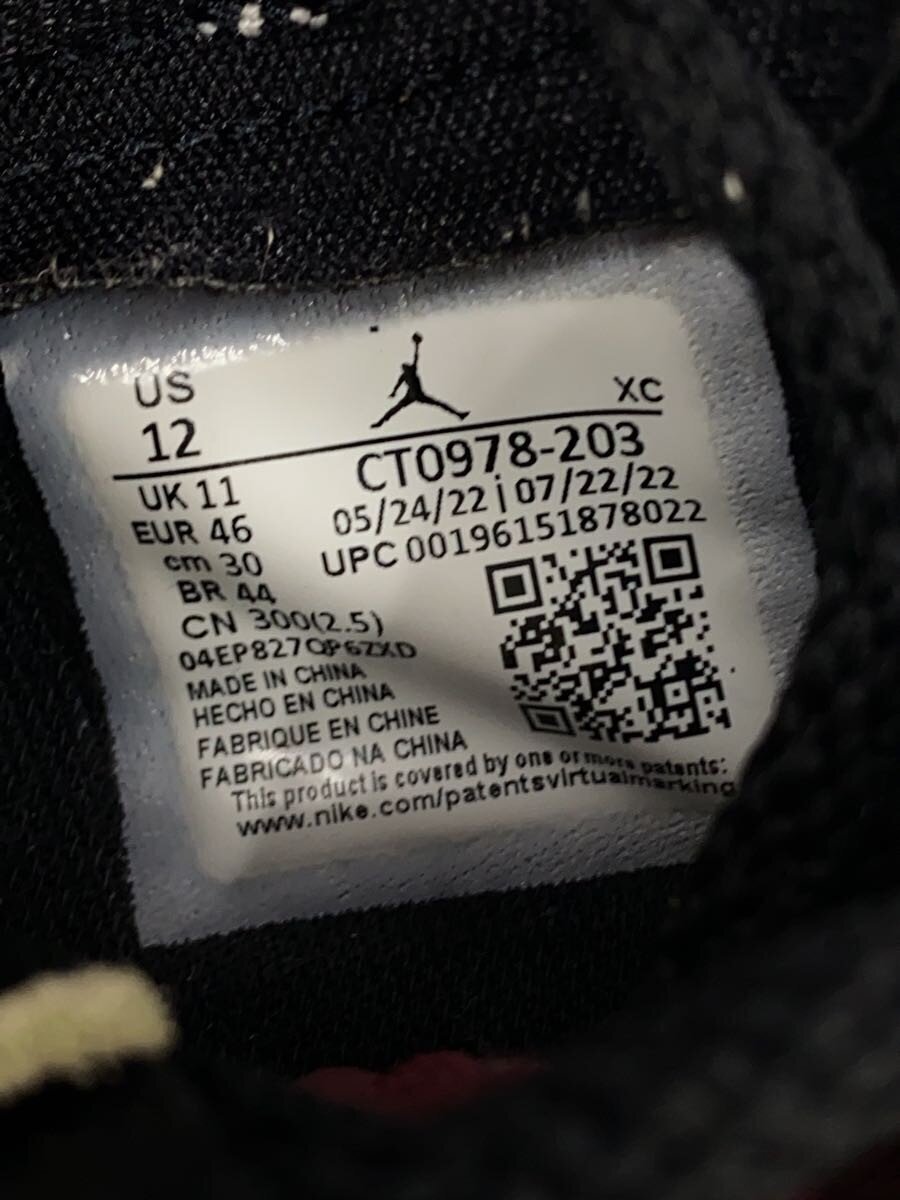 US
12
XC
UK 11
EUR 46
cm 30
BR 44
CN 300(2.5)
CT0978-203
05/24/22 i 07/22/22
UPC 00196151878022
MADE IN CHINA
HECHO EN CHINA
FABRIQUE EN CHINE
FABRICADO NA CHINA
This product is covered by one or more patents:
www.nike.com/patentsvirtualmarking